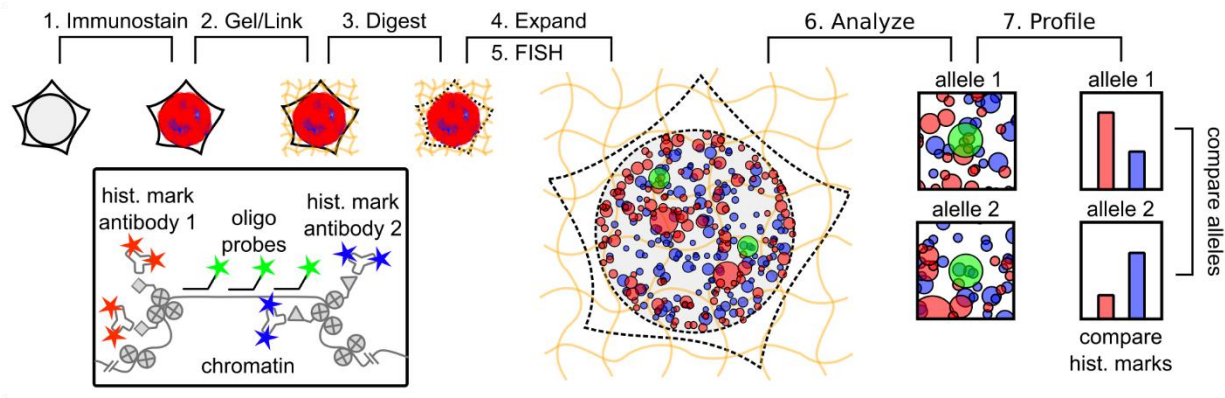 1. Immunostain
2. Gel/Link
3. Digest
4. Expand
5. FISH
6. Analyze
7. Profile
hist. mark
antibody 1
oligo
probes
hist. mark
antibody 2
chromatin
allele 1
alelle 2
allele 1
allele 2
compare
hist. marks
compare alleles